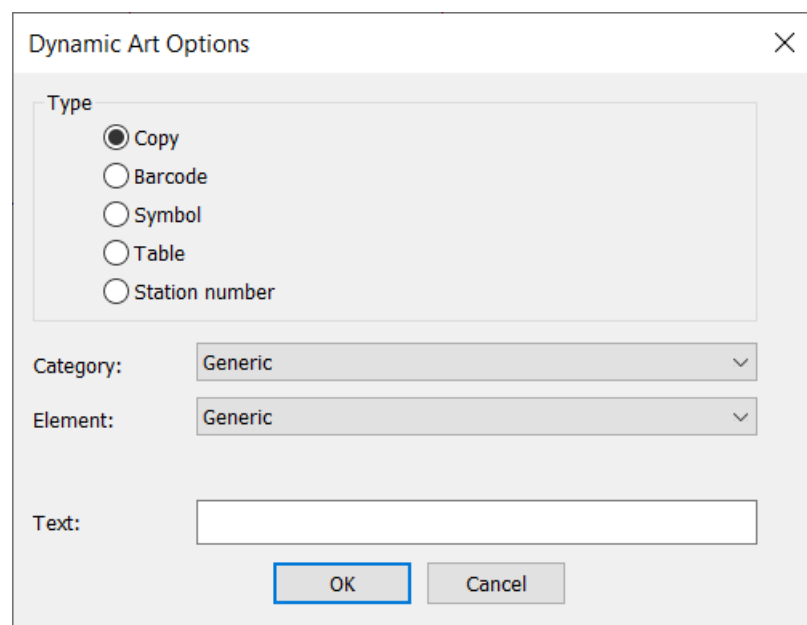 Dynamic Art Options
Type
Copy
Barcode
Symbol
Table
Station number
Category: Generic
Element: Generic
Text:
OK Cancel